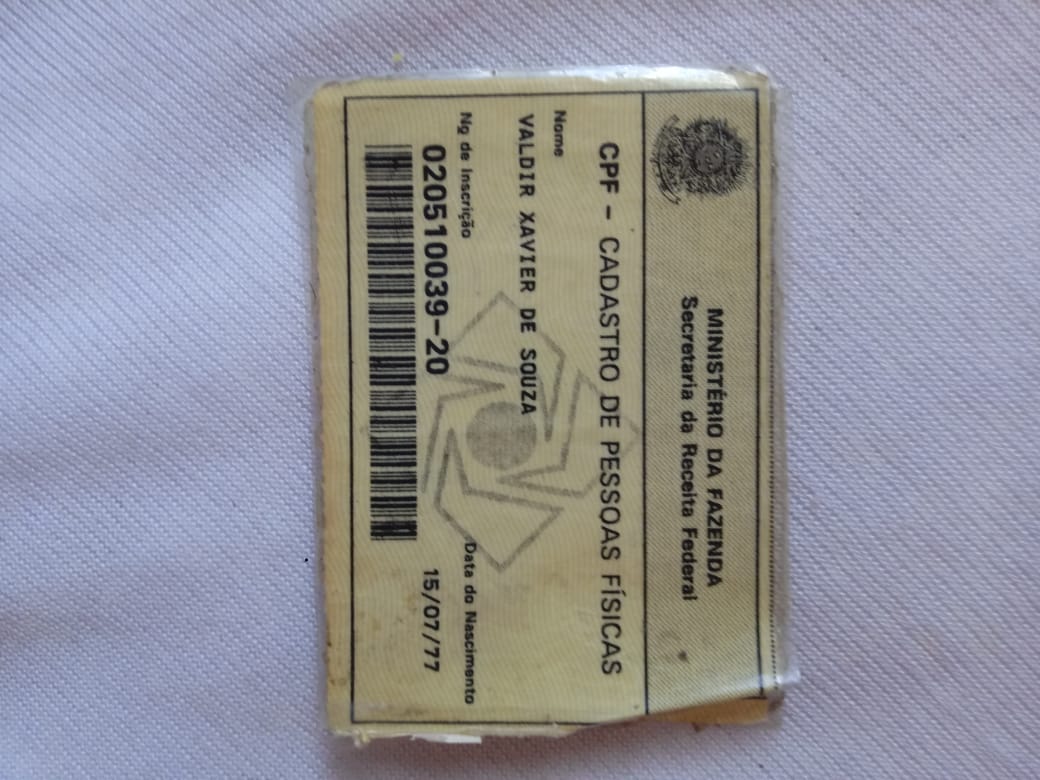 MINISTÉRIO DA FAZENDA
Secretaria da Receita Federal
CPF - CADASTRO DE PESSOAS FÍSICAS
Nome
VALDIR XAVIER DE SOUZA
Nº de Inscrição
020510039-20
Data do Nascimento
15/07/77